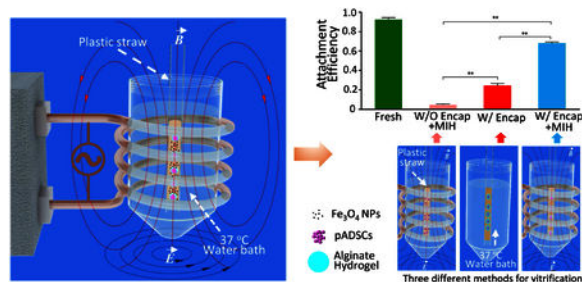 B
Plastic straw
37 °C
Water bath
E
Attachment
Efficiency
1.0
0.8
0.6
0.4
0.2
0.0
**
**
**
Fresh
W/O Encap
+MIH
W/ Encap
W/ Encap
+MIH
Plastic
straw
Fe3O4 NPs
pADSCs
Alginate
Hydrogel
37 °C
Water bath
Three different methods for vitrification